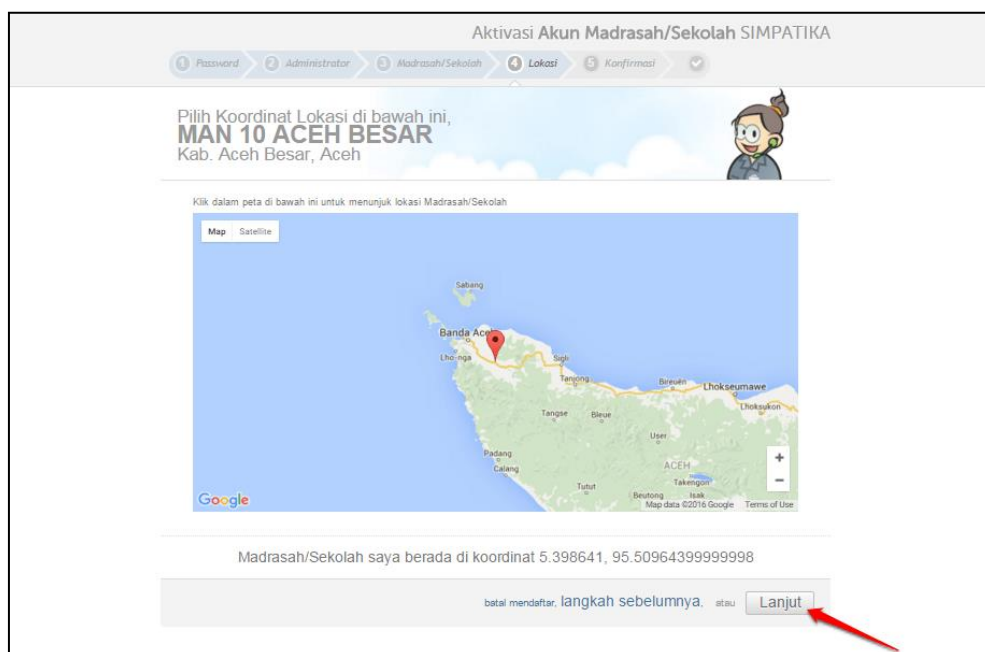 Aktivasi Akun Madrasah/Sekolah SIMPATIKA
1 Password 2 Administrator 3 Madrasah/Sekolah 4 Lokasi 5 Konfirmasi
Pilih Koordinat Lokasi di bawah ini,
MAN 10 ACEH BESAR
Kab. Aceh Besar, Aceh
Klik dalam peta di bawah ini untuk menunjuk lokasi Madrasah/Sekolah
Map Satellite
Sabang
Banda Aceh
Lho-nga
Sigli
Tanjong
Bireuén
Lhokseumawe
Lhoksukon
Tangse
Bleue
User
Padang
Calang
ACEH
Takengon
Tutut
Beutong
Isak
+
−
Google
Map data ©2016 Google Terms of Use
Madrasah/Sekolah saya berada di koordinat 5.398641, 95.50964399999998
batal mendaftar, langkah sebelumnya, atau Lanjut